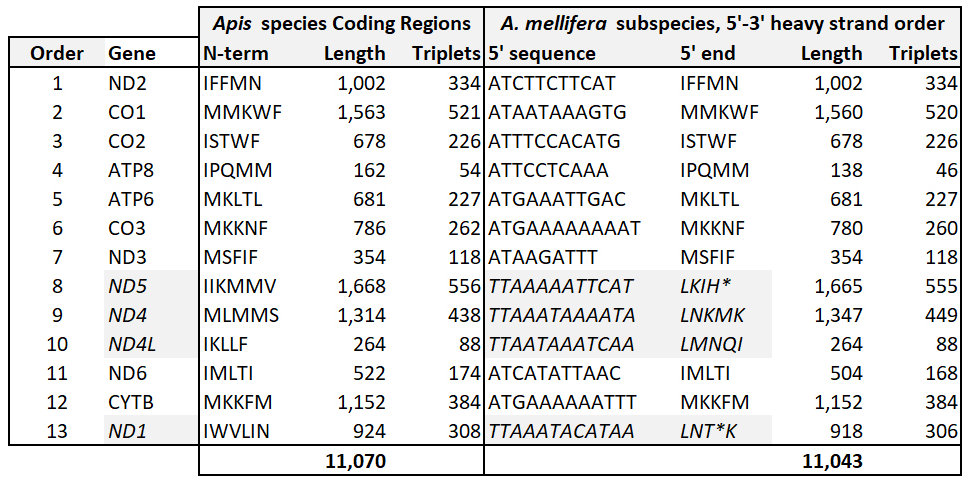 Apis species Coding Regions A. mellifera subspecies, 5'-3' heavy strand order
Order Gene N-term Length Triplets 5' sequence 5' end Length Triplets
1 ND2 IFFMN 1,002 334 ATCTTCTTCAT IFFMN 1,002 334
2 CO1 MMKWF 1,563 521 ATAATAAAGTG MMKWF 1,560 520
3 CO2 ISTWF 678 226 ATTTCCACATG ISTWF 678 226
4 ATP8 IPQMM 162 54 ATTCCTCAAA IPQMM 138 46
5 ATP6 MKLTL 681 227 ATGAAATTGAC MKLTL 681 227
6 CO3 MKKNF 786 262 ATGAAAAAAAAT MKKNF 780 260
7 ND3 MSFIF 354 118 ATAAGATTT MSFIF 354 118
8 ND5 IIKMMV 1,668 556 TTAAAAATTCAT LKIH* 1,665 555
9 ND4 MLMMS 1,314 438 TTAAATAAAATA LNKMK 1,347 449
10 ND4L IKLLF 264 88 TTAATAAATCAA LMNQI 264 88
11 ND6 IMLTI 522 174 ATCATATTAAC IMLTI 504 168
12 CYTB MKKFM 1,152 384 ATGAAAAAATTT MKKFM 1,152 384
13 ND1 IWVLIN 924 308 TTAAATACATAA LNT*K 918 306
11,070 11,043